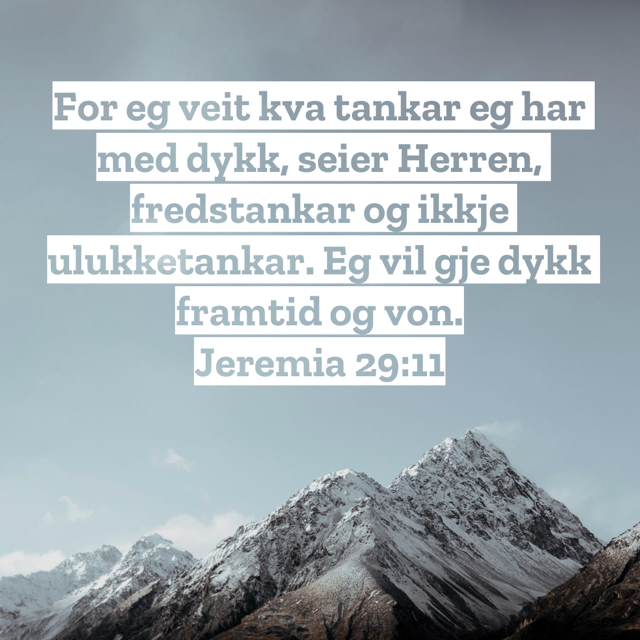 For eg veit kva tankar eg har
med dykk, seier Herren,
fredstankar og ikkje
ulukketankar. Eg vil gje dykk
framtid og von.
Jeremia 29:11